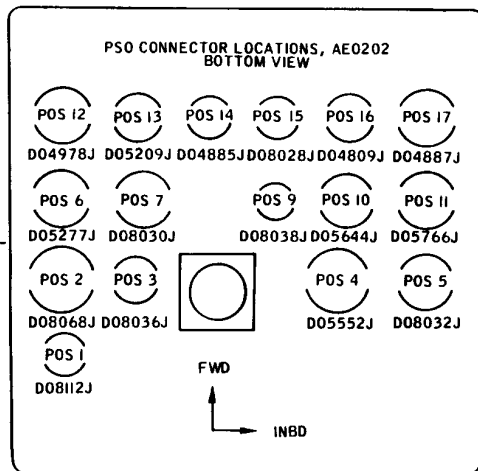 PSO CONNECTOR LOCATIONS, AE0202
BOTTOM VIEW
POS 12 POS 13 POS 14 POS 15 POS 16 POS 17
D04978J D05209J D04885J D08028J D04809J D04887J
POS 6 POS 7 POS 9 POS 10 POS 11
D05277J D08030J D08038J D05644J D05766J
POS 2 POS 3 POS 4 POS 5
D08068J D08036J D05552J D08032J
POS 1
D08112J
FWD
INBD